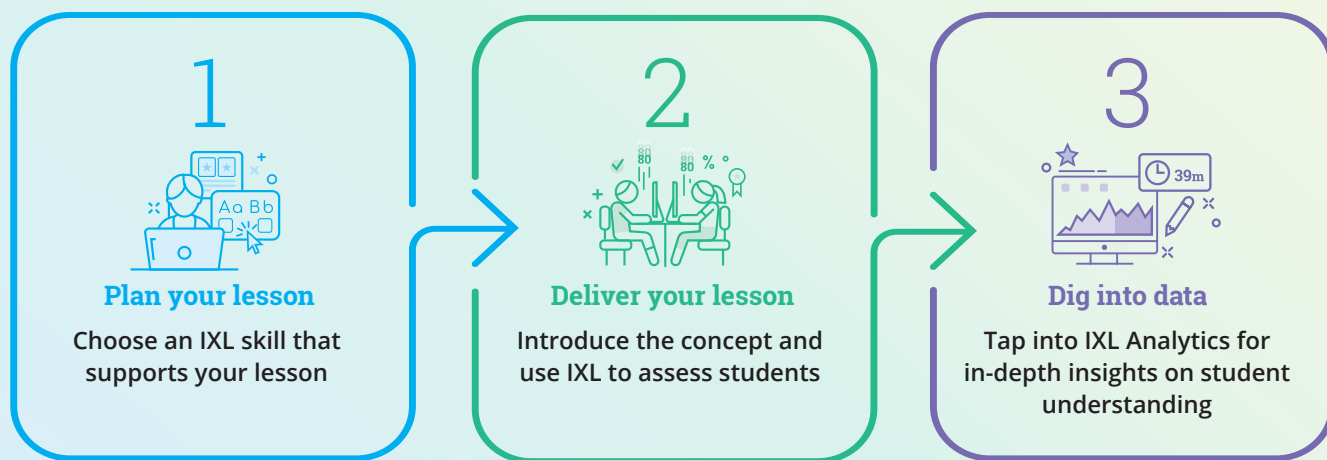 1
Aa Bb
Plan your lesson
Choose an IXL skill that
supports your lesson
2
80
80
80
80
%
Deliver your lesson
Introduce the concept and
use IXL to assess students
3
39m
Dig into data
Tap into IXL Analytics for
in-depth insights on student
understanding